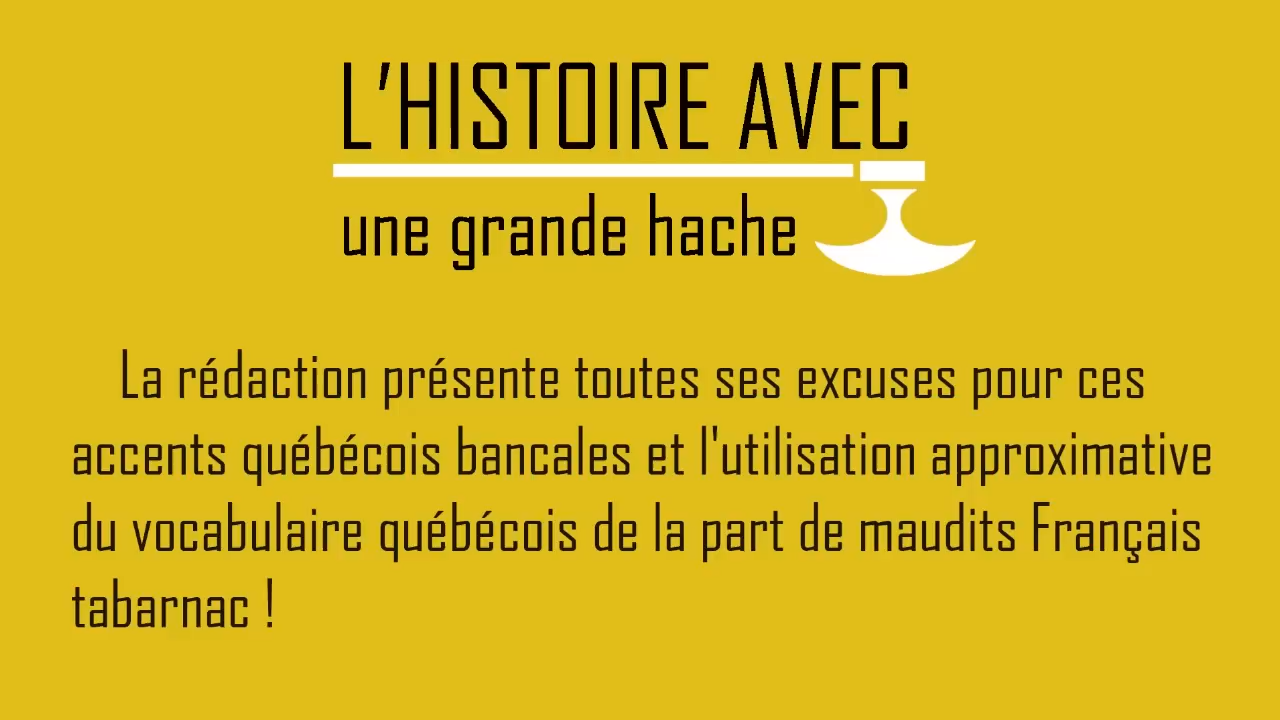 L'HISTOIRE AVEC
une grande hache
La rédaction présente toutes ses excuses pour ces
accents québécois bancales et l'utilisation approximative
du vocabulaire québécois de la part de maudits Français
tabarnac !